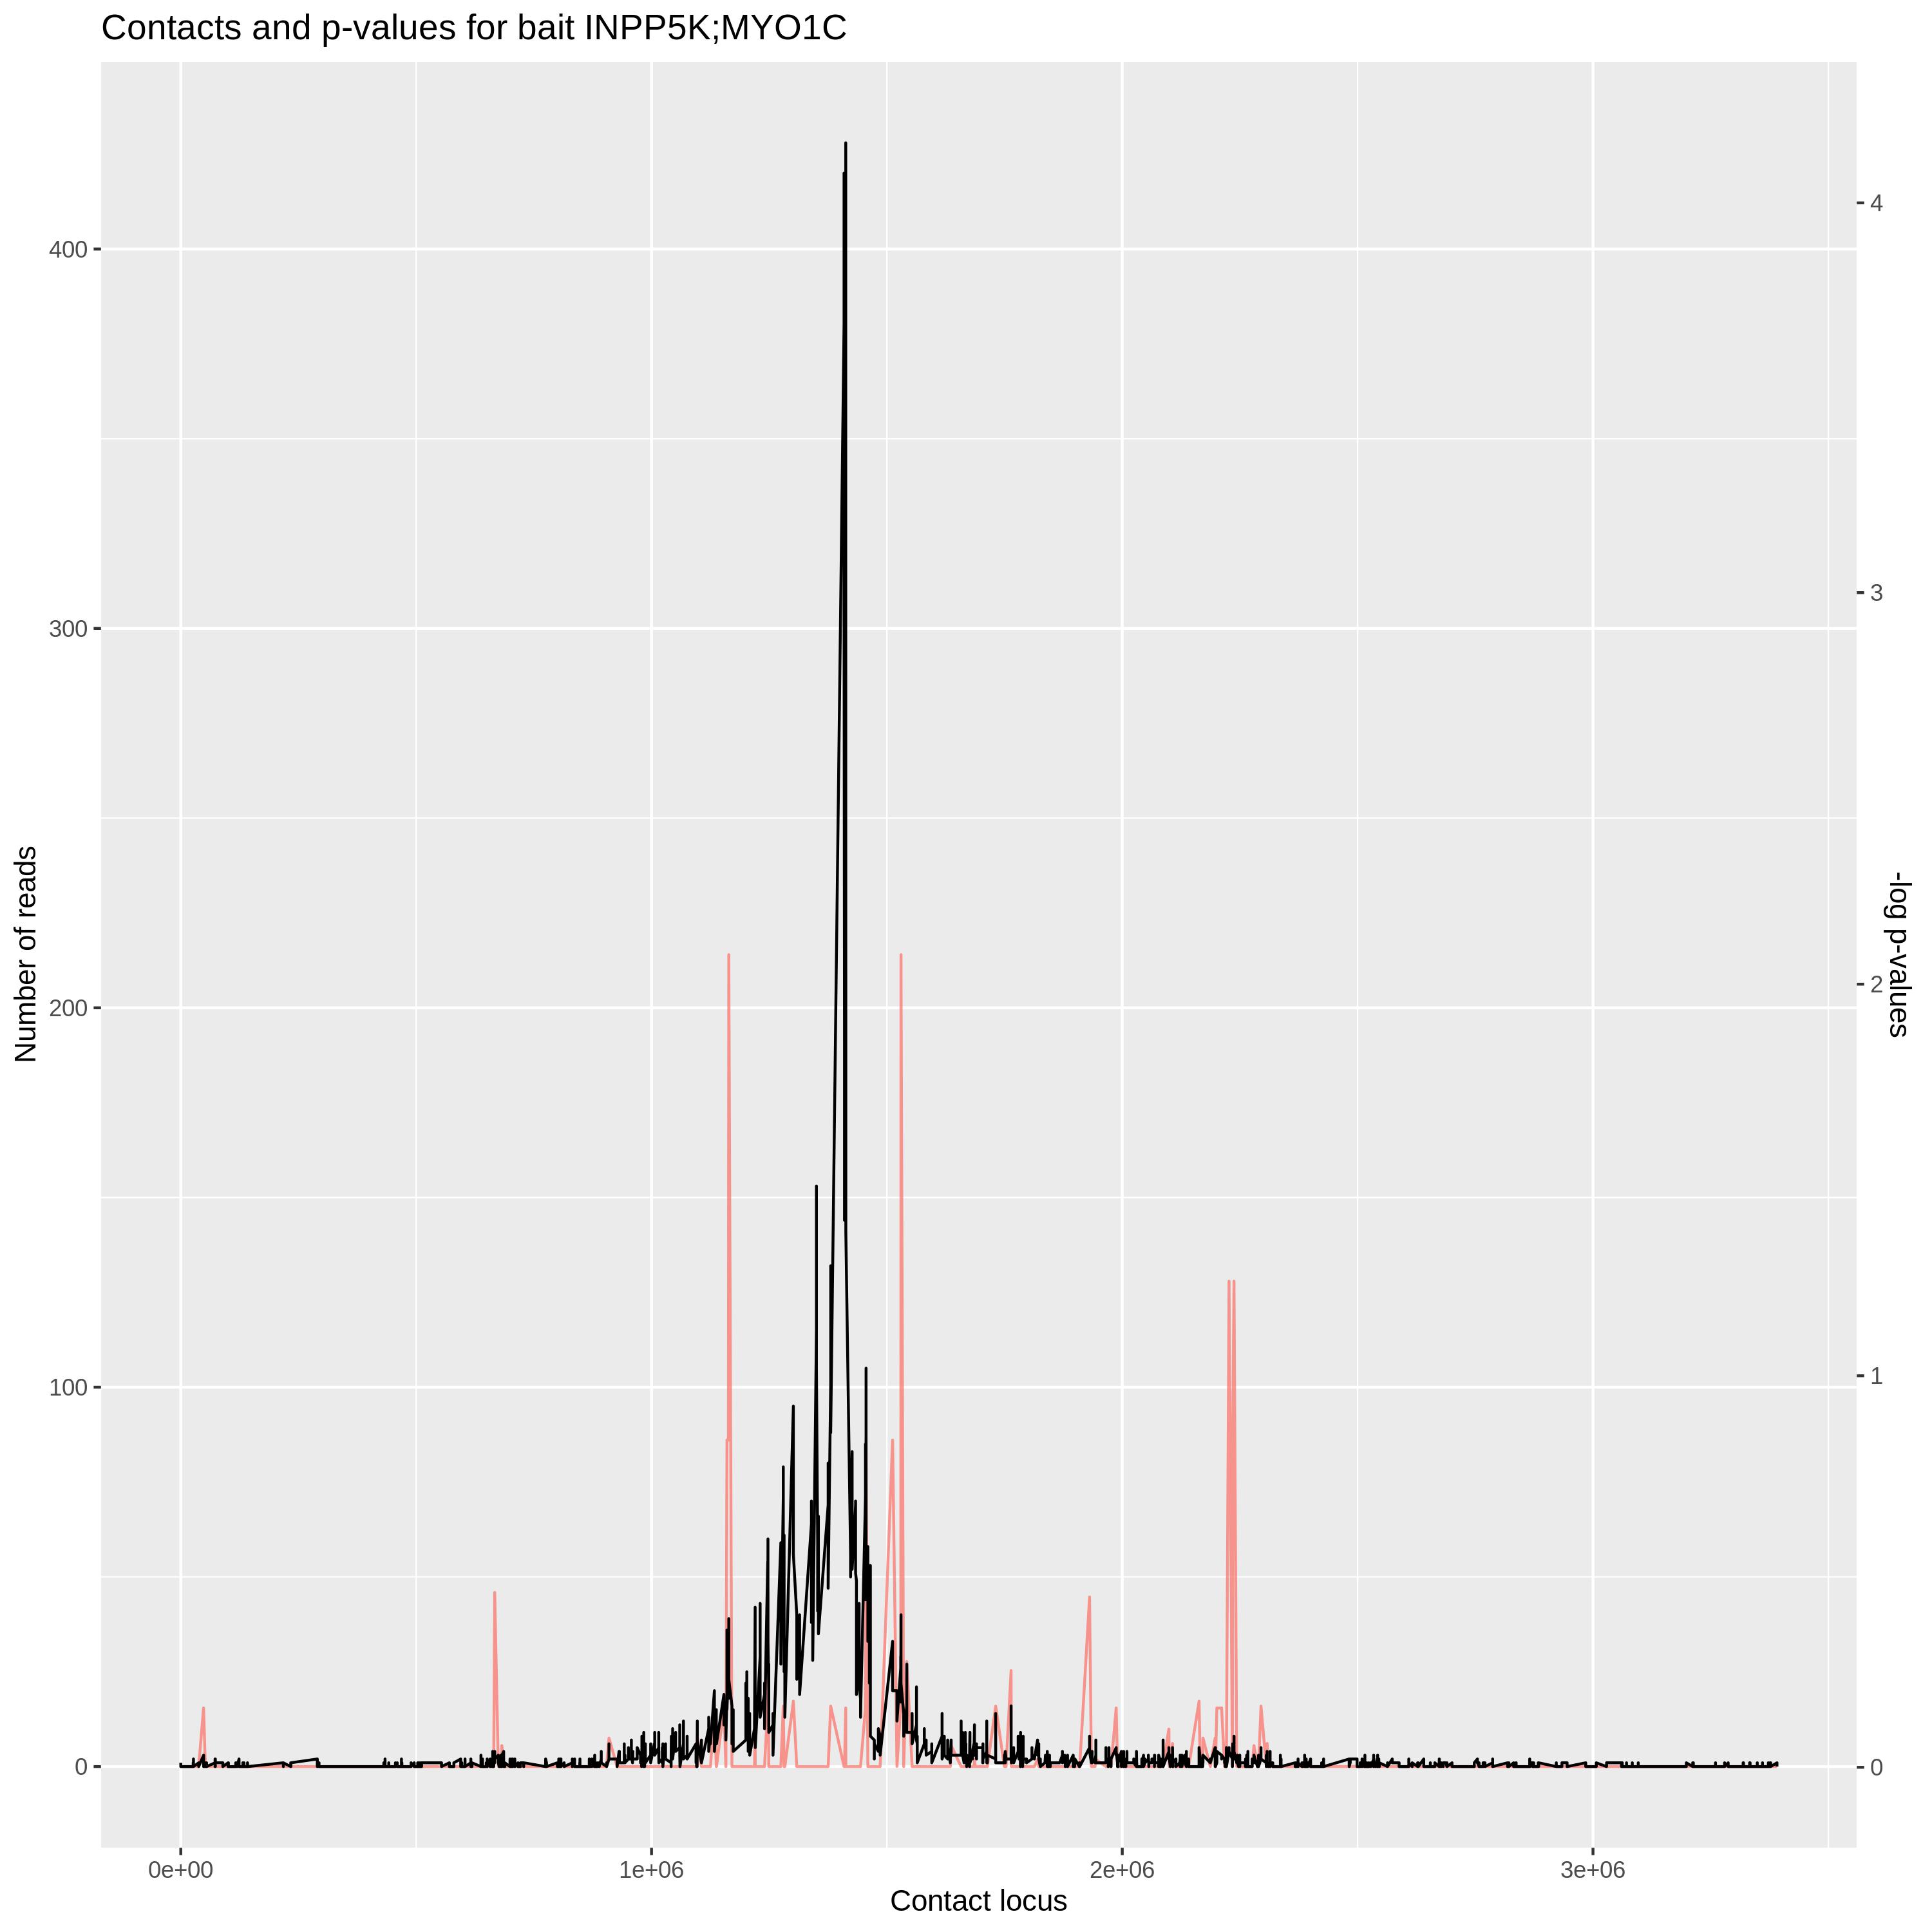 Contacts and p-values for bait INPP5K;MYO1C
Number of reads
400
300
200
100
0
4
3
2
1
0
-log p-values
0e+00 1e+06 2e+06 3e+06
Contact locus